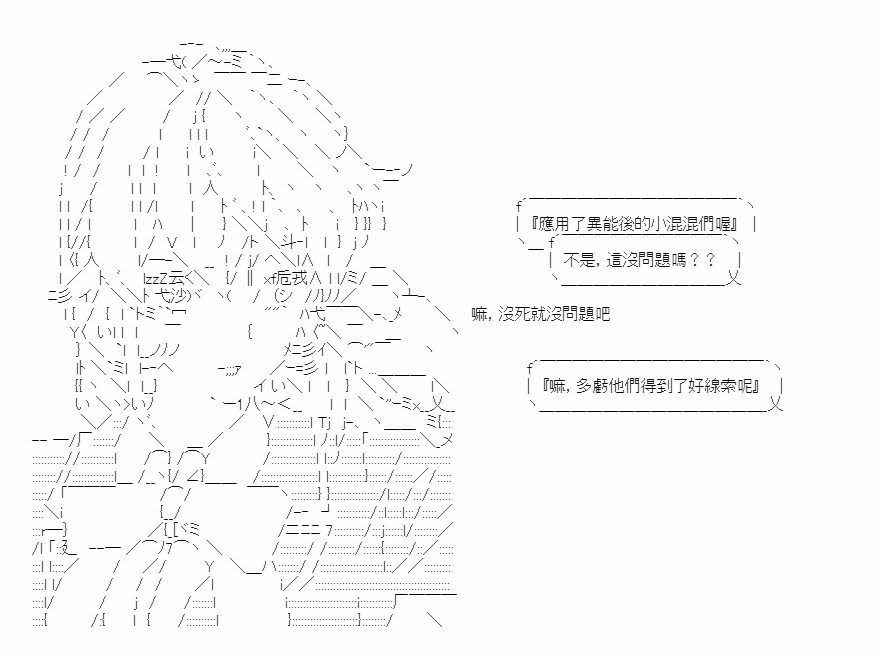 『應用了異能後的小混混們喔』
不是，這沒問題嗎？？
嘛，沒死就沒問題吧
『嘛，多虧他們得到了好線索呢』